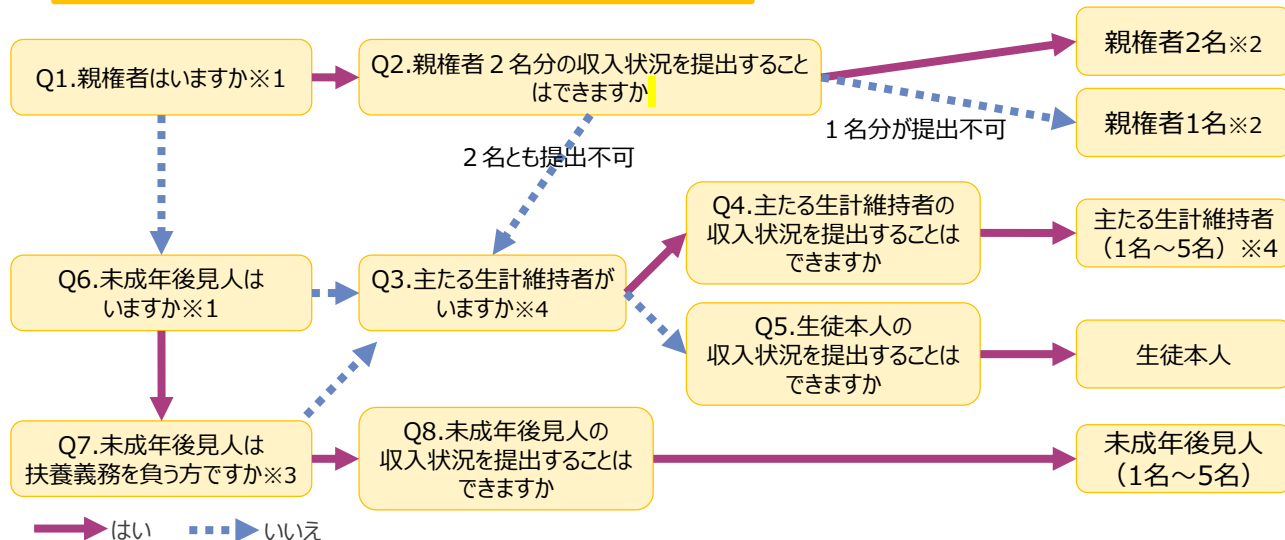 Q1.親権者はいますか※1
Q2.親権者２名分の収入状況を提出すること
はできますか
親権者2名※2
親権者1名※2
１名分が提出不可
２名とも提出不可
Q4.主たる生計維持者の
収入状況を提出することは
できますか
主たる生計維持者
（1名～5名）※4
Q6.未成年後見人は
いますか※1
Q3.主たる生計維持者が
いますか※4
Q5.生徒本人の
収入状況を提出することは
できますか
生徒本人
Q7.未成年後見人は
扶養義務を負う方ですか※3
Q8.未成年後見人の
収入状況を提出することは
できますか
未成年後見人
（1名～5名）
はい
いいえ